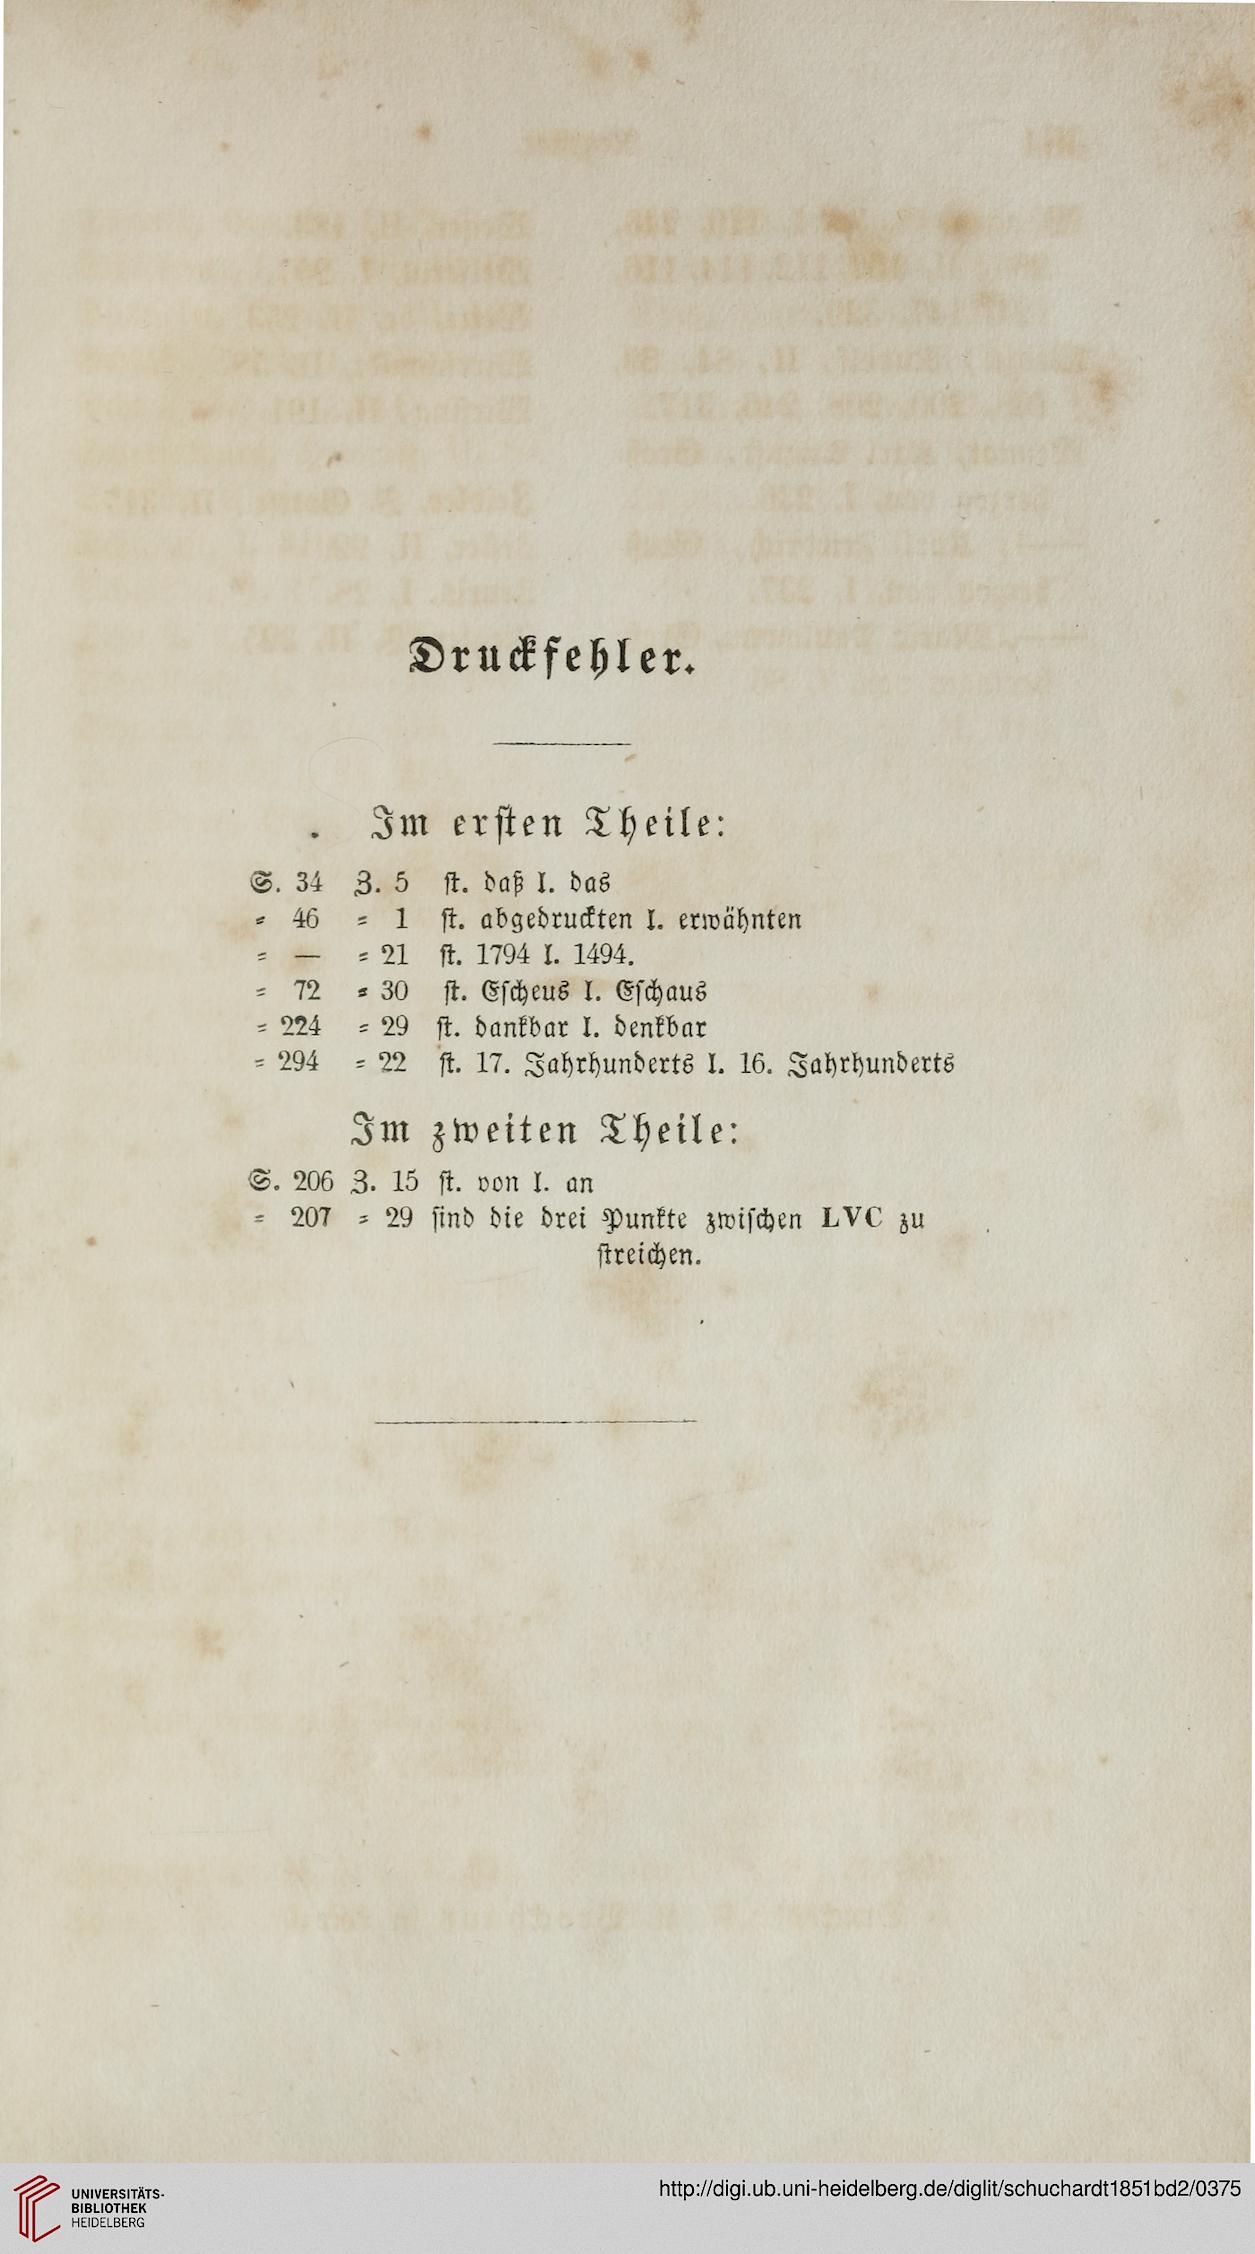 Druckfehler.
Im ersten Theile:
S. 34 Z. 5 st. daß l. das
= 46 = 1 st. abgedruckten l. erwähnten
= — = 21 st. 1794 l. 1494.
= 72 = 30 st. Escheus l. Eschaus
= 224 = 29 st. dankbar l. denkbar
= 294 = 22 st. 17. Jahrhunderts l. 16. Jahrhunderts
Im zweiten Theile:
S. 206 Z. 15 st. von l. an
= 207 = 29 sind die drei Punkte zwischen LVC zu
streichen.
UNIVERSITÄTS-
BIBLIOTHEK
HEIDELBERG
http://digi.ub.uni-heidelberg.de/diglit/schuchardt1851bd2/0375